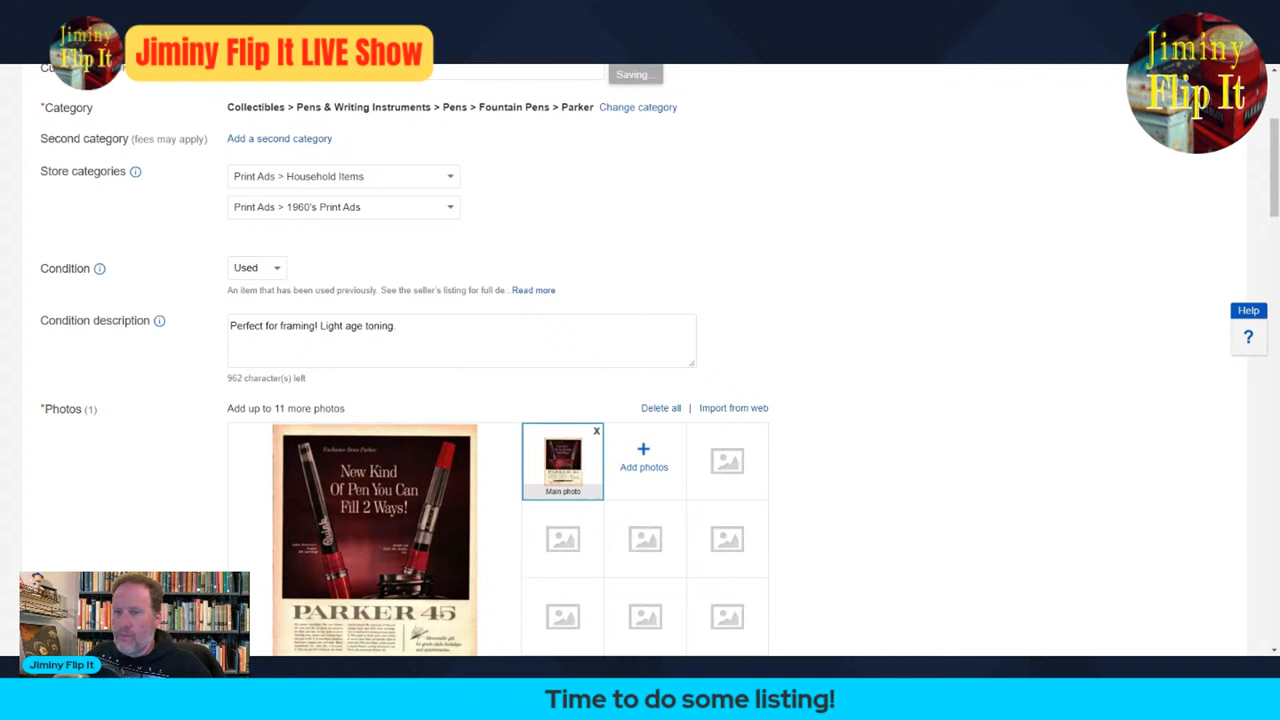 Jiminy Flip It
Jiminy Flip It LIVE Show
Jiminy Flip It
Saving...
*Category
Collectibles > Pens & Writing Instruments > Pens > Fountain Pens > Parker Change category
Second category (fees may apply)
Add a second category
Store categories
Print Ads > Household Items
Print Ads > 1960's Print Ads
Condition
Used
An item that has been used previously. See the seller's listing for full de...Read more
Condition description
Perfect for framing! Light age toning.
962 character(s) left
*Photos (1)
Add up to 11 more photos
Delete all | Import from web
X
+
Add photos
Main photo
New Kind
Of Pen You Can
Fill 2 Ways!
Quink
PARKER 45
Help
?
Jiminy Flip It
Time to do some listing!